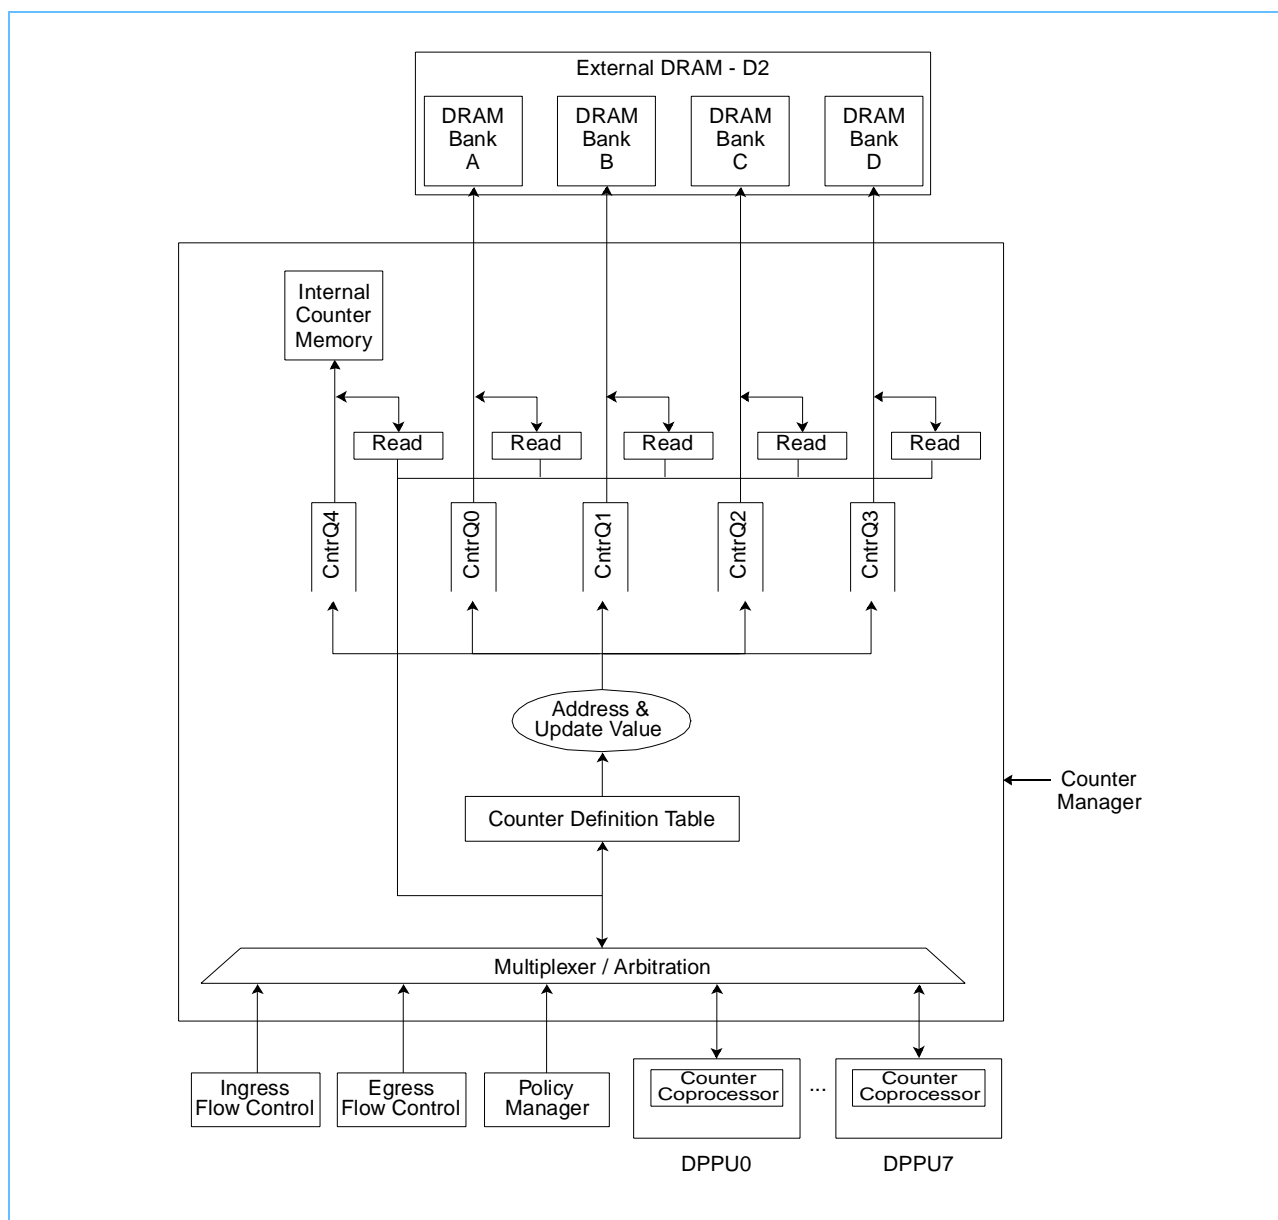 External DRAM - D2
DRAM
Bank
A
DRAM
Bank
B
DRAM
Bank
C
DRAM
Bank
D
Internal
Counter
Memory
Read
Read
Read
Read
Read
CntrQ4
CntrQ0
CntrQ1
CntrQ2
CntrQ3
Address &
Update Value
Counter Definition Table
Counter
Manager
Multiplexer / Arbitration
Ingress
Flow Control
Egress
Flow Control
Policy
Manager
Counter
Coprocessor
...
Counter
Coprocessor
DPPU0
DPPU7